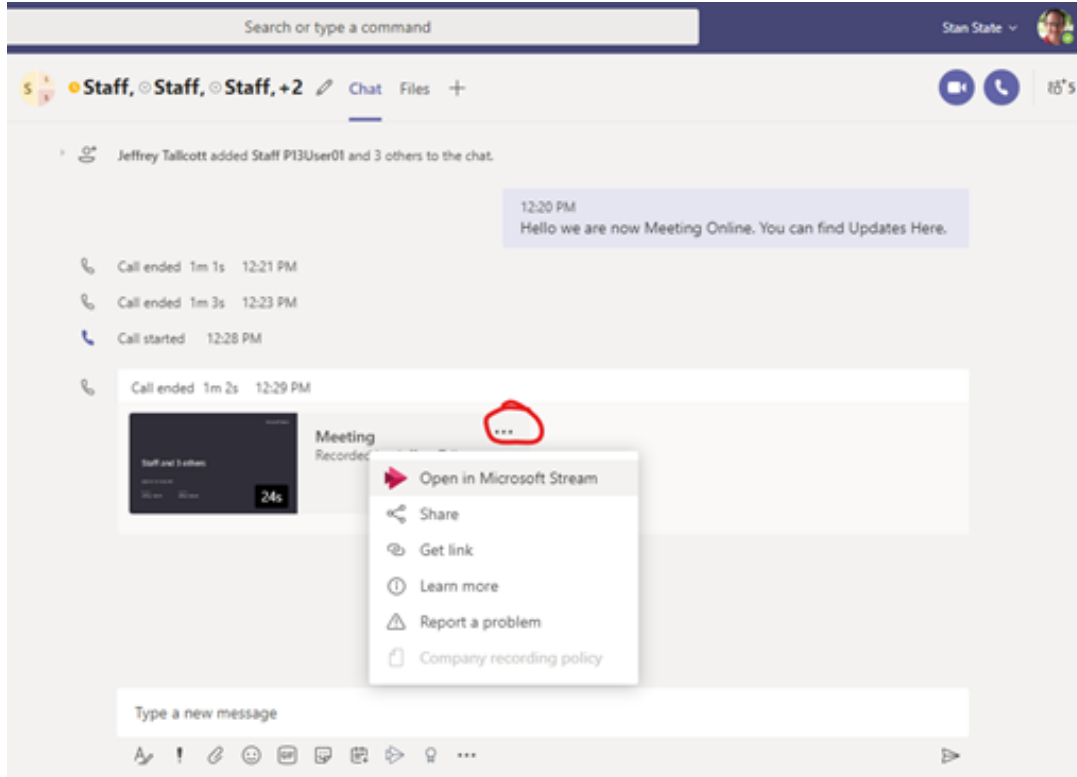 Search or type a command
Stan State
S S S Staff, Staff, Staff, +2 Chat Files
Jeffrey Tallcott added Staff P13User01 and 3 others to the chat.
12:20 PM
Hello we are now Meeting Online. You can find Updates Here.
Call ended 1m 1s 12:21 PM
Call ended 1m 3s 12:23 PM
Call started 12:28 PM
Call ended 1m 2s 12:29 PM
Meeting
Recorded
Staff and 3 others
24s
Open in Microsoft Stream
Share
Get link
Learn more
Report a problem
Company recording policy
Type a new message
GIF